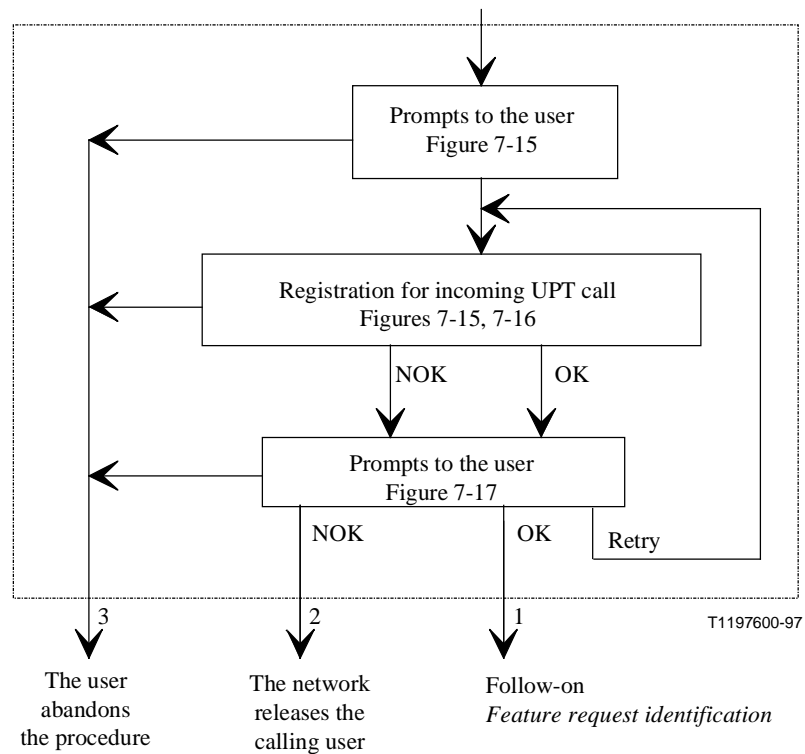 Prompts to the user
Figure 7-15
Registration for incoming UPT call
Figures 7-15, 7-16
NOK
OK
Prompts to the user
Figure 7-17
NOK
OK
Retry
3
2
1
T1197600-97
The user
abandons
the procedure
The network
releases the
calling user
Follow-on
Feature request identification